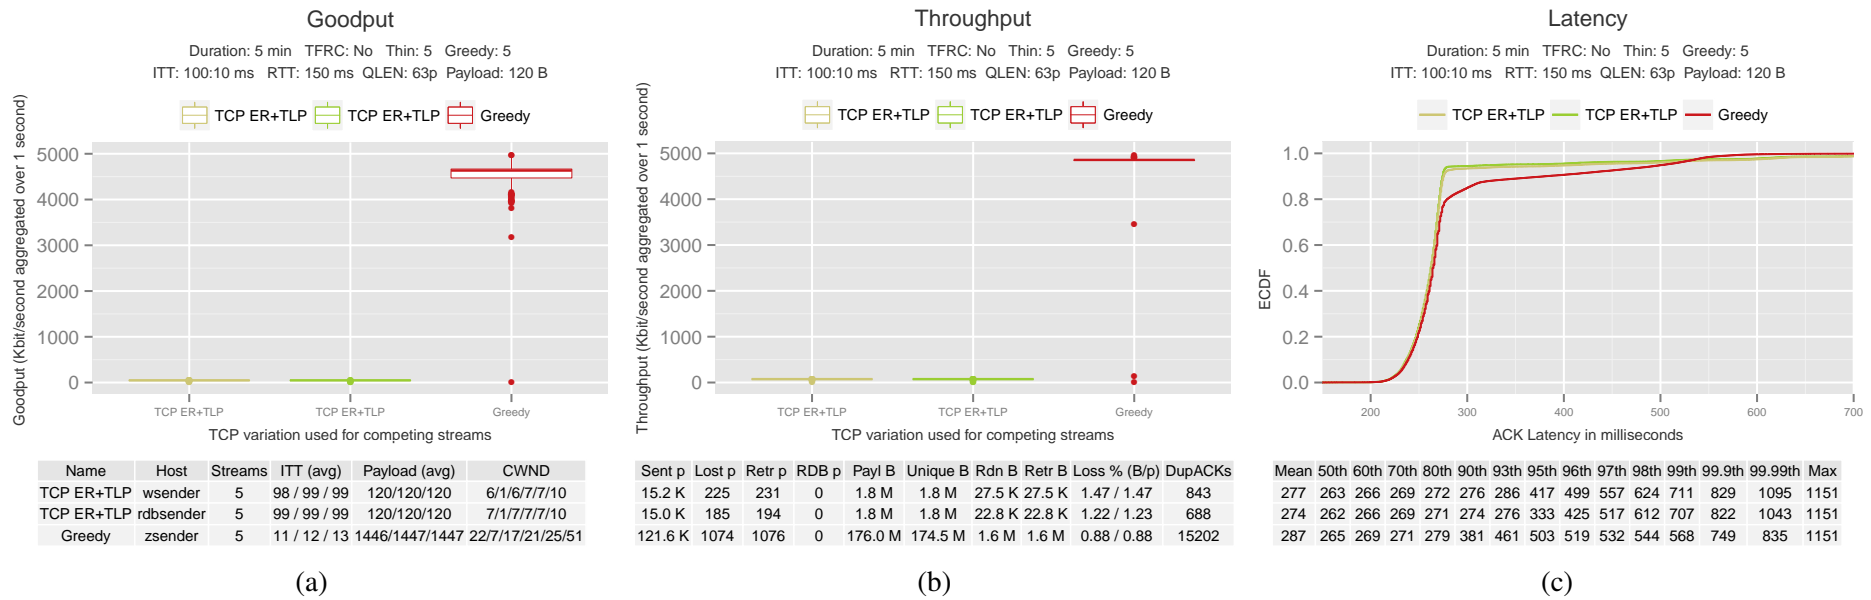 Goodput
Duration: 5 min TFRC: No Thin: 5 Greedy: 5
ITT: 100:10 ms RTT: 150 ms QLEN: 63p Payload: 120 B
TCP ER+TLP TCP ER+TLP Greedy
Goodput (Kbit/second aggregated over 1 second)
5000
4000
3000
2000
1000
0
TCP ER+TLP TCP ER+TLP Greedy
TCP variation used for competing streams
Name Host Streams ITT (avg) Payload (avg) CWND
TCP ER+TLP wsender 5 98 / 99 / 99 120/120/120 6/1/6/7/7/10
TCP ER+TLP rdbsender 5 99 / 99 / 99 120/120/120 7/1/7/7/7/10
Greedy zsender 5 11 / 12 / 13 1446/1447/1447 22/7/17/21/25/51
(a)
Throughput
Duration: 5 min TFRC: No Thin: 5 Greedy: 5
ITT: 100:10 ms RTT: 150 ms QLEN: 63p Payload: 120 B
TCP ER+TLP TCP ER+TLP Greedy
Throughput (Kbit/second aggregated over 1 second)
5000
4000
3000
2000
1000
0
TCP ER+TLP TCP ER+TLP Greedy
TCP variation used for competing streams
Sent p Lost p Retr p RDB p Payl B Unique B Rdn B Retr B Loss % (B/p) DupACKs
15.2 K 225 231 0 1.8 M 1.8 M 27.5 K 27.5 K 1.47 / 1.47 843
15.0 K 185 194 0 1.8 M 1.8 M 22.8 K 22.8 K 1.22 / 1.23 688
121.6 K 1074 1076 0 176.0 M 174.5 M 1.6 M 1.6 M 0.88 / 0.88 15202
(b)
Latency
Duration: 5 min TFRC: No Thin: 5 Greedy: 5
ITT: 100:10 ms RTT: 150 ms QLEN: 63p Payload: 120 B
TCP ER+TLP TCP ER+TLP Greedy
ECDF
1.0
0.8
0.6
0.4
0.2
0.0
200 300 400 500 600 700
ACK Latency in milliseconds
Mean 50th 60th 70th 80th 90th 93th 95th 96th 97th 98th 99th 99.9th 99.99th Max
277 263 266 269 272 276 286 417 499 557 624 711 829 1095 1151
274 262 266 269 271 274 276 333 425 517 612 707 822 1043 1151
287 265 269 271 279 381 461 503 519 532 544 568 749 835 1151
(c)